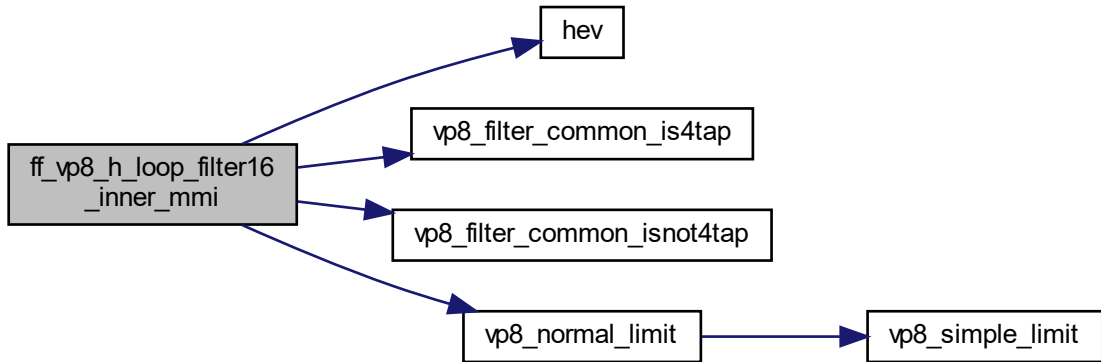 hev
vp8_filter_common_is4tap
ff_vp8_h_loop_filter16
_inner_mmi
vp8_filter_common_isnot4tap
vp8_normal_limit
vp8_simple_limit